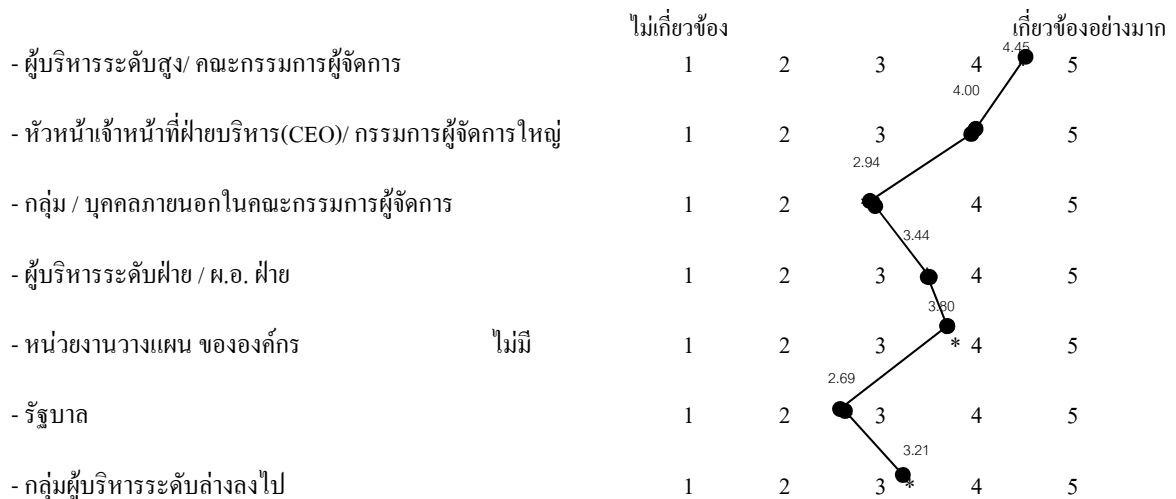 ไม่เกี่ยวข้อง เกี่ยวข้องอย่างมาก
4.45
- ผู้บริหารระดับสูง/ คณะกรรมการผู้จัดการ 1 2 3 4 5
4.00
- หัวหน้าเจ้าหน้าที่ฝ่ายบริหาร(CEO)/ กรรมการผู้จัดการใหญ่ 1 2 3 5
2.94
- กลุ่ม / บุคคลภายนอกในคณะกรรมการผู้จัดการ 1 2 4 5
3.44
- ผู้บริหารระดับฝ่าย / ผ.อ. ฝ่าย 1 2 3 4 5
3.80
- หน่วยงานวางแผน ขององค์กร ไม่มี 1 2 3 * 4 5
2.69
- รัฐบาล 1 2 3 4 5
3.21
- กลุ่มผู้บริหารระดับล่างลงไป 1 2 3 * 4 5